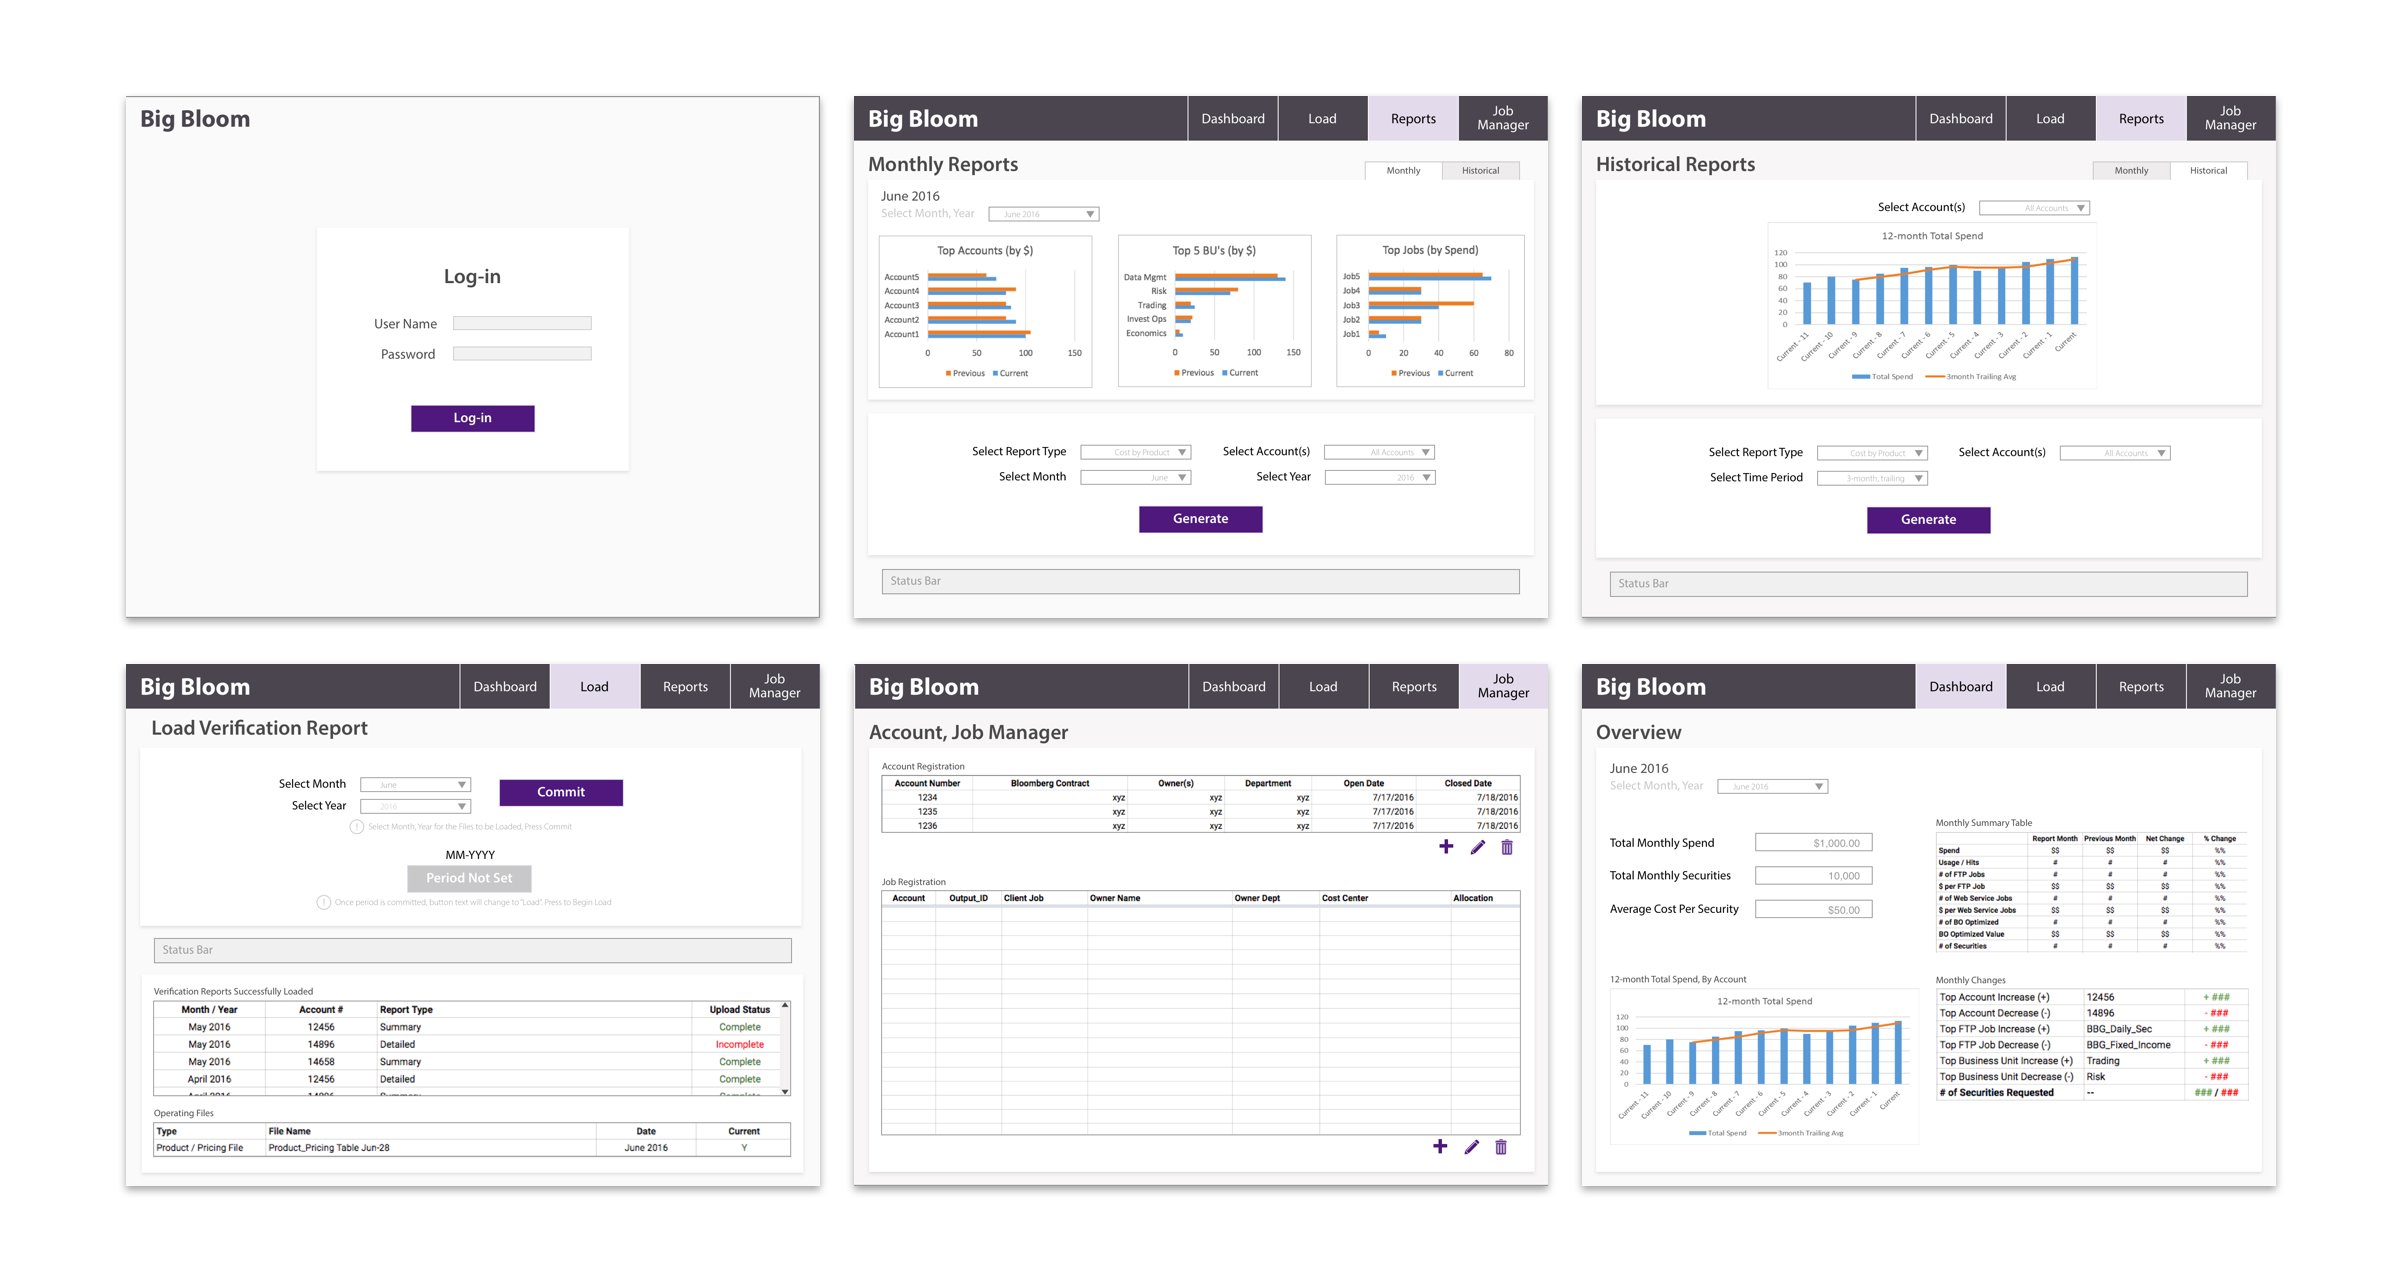 Big Bloom
Log-in
User Name
Password
Log-in
Big Bloom
Dashboard
Load
Reports
Job Manager
Monthly Reports
Monthly
Historical
June 2016
Select Month, Year
June 2016
Top Accounts (by $)
Account5
Account4
Account3
Account2
Account1
0 50 100 150
Previous Current
Top 5 BU's (by $)
Data Mgmt
Risk
Trading
Invest Ops
Economics
0 50 100 150
Previous Current
Top Jobs (by Spend)
Job5
Job4
Job3
Job2
Job1
0 20 40 60 80
Previous Current
Select Report Type Cost by Product Select Account(s) All Accounts
Select Month June Select Year 2016
Generate
Status Bar
Big Bloom
Dashboard
Load
Reports
Job Manager
Historical Reports
Monthly
Historical
Select Account(s) All Accounts
12-month Total Spend
120
100
80
60
40
20
0
Current - 11 Current - 10 Current - 9 Current - 8 Current - 7 Current - 6 Current - 5 Current - 4 Current - 3 Current - 2 Current - 1 Current
Total Spend 3month Trailing Avg
Select Report Type Cost by Product Select Account(s) All Accounts
Select Time Period 3-month, trailing
Generate
Status Bar
Big Bloom
Dashboard
Load
Reports
Job Manager
Load Verification Report
Select Month June
Select Year 2016
Commit
! Select Month, Year for the Files to be Loaded, Press Commit
MM-YYYY
Period Not Set
! Once period is committed, button text will change to "Load". Press to Begin Load
Status Bar
Verification Reports Successfully Loaded
Month / Year Account # Report Type Upload Status
May 2016 12456 Summary Complete
May 2016 14896 Detailed Incomplete
May 2016 14658 Summary Complete
April 2016 12456 Detailed Complete
April 2016 14896 Summary Complete
Operating Files
Type File Name Date Current
Product / Pricing File Product_Pricing Table Jun-28 June 2016 Y
Big Bloom
Dashboard
Load
Reports
Job Manager
Account, Job Manager
Account Registration
Account Number Bloomberg Contract Owner(s) Department Open Date Closed Date
1234 xyz xyz xyz 7/17/2016 7/18/2016
1235 xyz xyz xyz 7/17/2016 7/18/2016
1236 xyz xyz xyz 7/17/2016 7/18/2016
Job Registration
Account Output_ID Client Job Owner Name Owner Dept Cost Center Allocation
Big Bloom
Dashboard
Load
Reports
Job Manager
Overview
June 2016
Select Month, Year June 2016
Total Monthly Spend $1,000.00
Total Monthly Securities 10,000
Average Cost Per Security $50.00
Monthly Summary Table
Report Month Previous Month Net Change % Change
Spend $$ $$ $$ %%
Usage / Hits # # # %%
# of FTP Jobs # # # %%
$ per FTP Job $$ $$ $$ %%
# of Web Service Jobs # # # %%
$ per Web Service Jobs $$ $$ $$ %%
# of BO Optimized # # # %%
BO Optimized Value $$ $$ $$ %%
# of Securities # # # %%
12-month Total Spend, By Account
12-month Total Spend
120
100
80
60
40
20
0
Current - 11 Current - 10 Current - 9 Current - 8 Current - 7 Current - 6 Current - 5 Current - 4 Current - 3 Current - 2 Current - 1 Current
Total Spend 3month Trailing Avg
Monthly Changes
Top Account Increase (+) 12456 + ###
Top Account Decrease (-) 14896 - ###
Top FTP Job Increase (+) BBG_Daily_Sec + ###
Top FTP Job Decrease (-) BBG_Fixed_Income - ###
Top Business Unit Increase (+) Trading + ###
Top Business Unit Decrease (-) Risk - ###
# of Securities Requested -- ### / ###